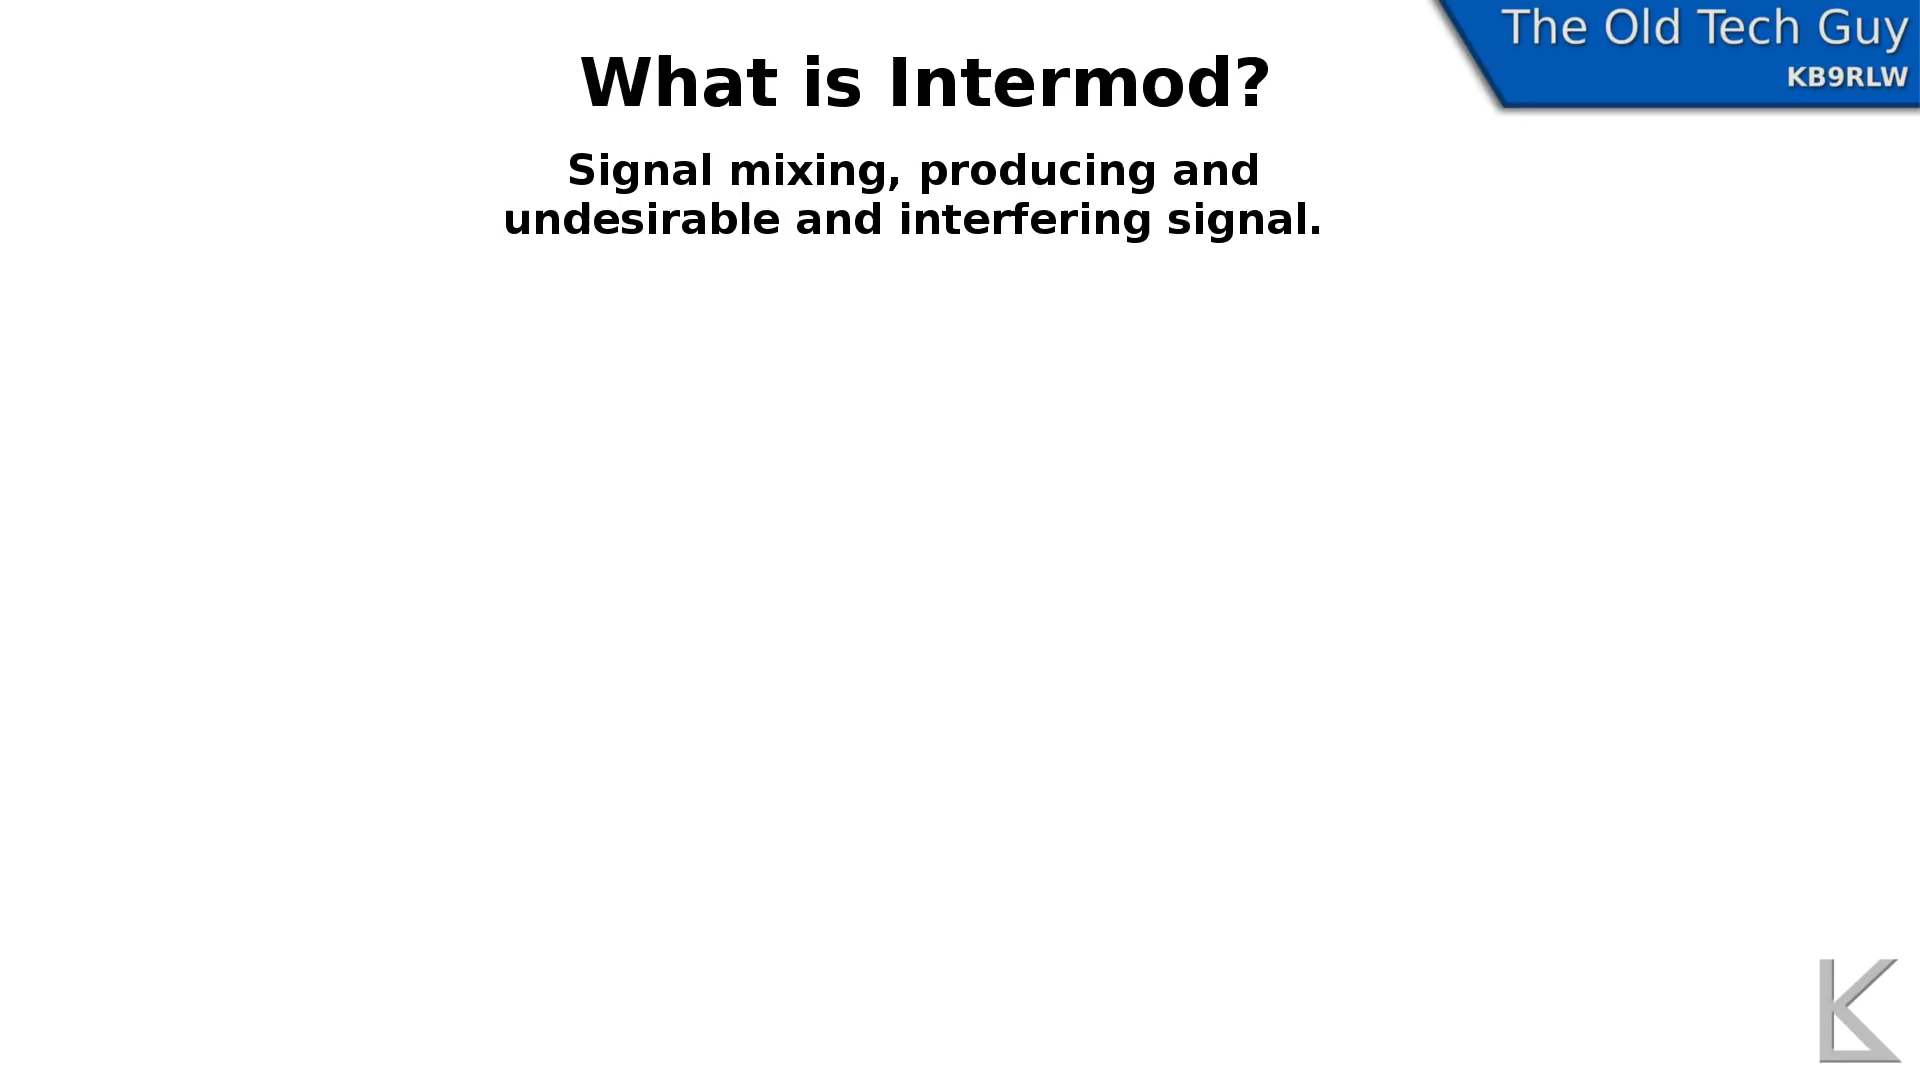 The Old Tech Guy
KB9RLW
What is Intermod?
Signal mixing, producing and
undesirable and interfering signal.